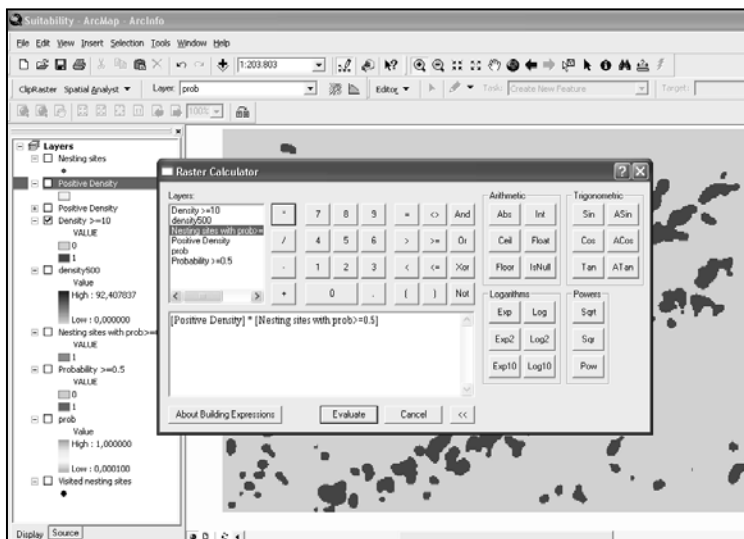 Suitability - ArcMap - ArcInfo
File Edit View Insert Selection Tools Window Help
1:203.803
ClipRaster Spatial Analyst Layer: prob Editor Task: Create New Feature Target:
100%
Layers
Nesting sites
Positive Density
Positive Density
Density >=10
VALUE
0
1
density500
Value
High : 92,407837
Low : 0,000000
Nesting sites with prob>=
VALUE
1
Probability >=0.5
VALUE
0
1
prob
Value
High : 1,000000
Low : 0,000100
Visited nesting sites
Display Source
Raster Calculator
Layers:
Density >=10
density500
Nesting sites with prob>=
Positive Density
prob
Probability >=0.5
* 7 8 9 = <> And
/ 4 5 6 > >= Or
- 1 2 3 < <= Xor
+ 0 . ( ) Not
Arithmetic
Abs Int
Ceil Float
Floor IsNull
Trigonometric
Sin ASin
Cos ACos
Tan ATan
Logarithms
Exp Log
Exp2 Log2
Exp10 Log10
Powers
Sqrt
Sqr
Pow
[Positive Density] * [Nesting sites with prob>=0.5]
About Building Expressions Evaluate Cancel <<